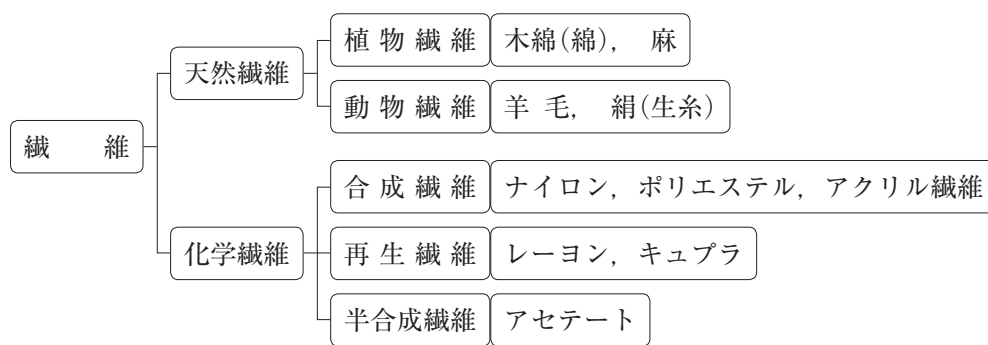 植物繊維 木綿(綿), 麻
天然繊維
動物繊維 羊毛, 絹(生糸)
繊維
合成繊維 ナイロン, ポリエステル, アクリル繊維
化学繊維 再生繊維 レーヨン, キュプラ
半合成繊維 アセテート